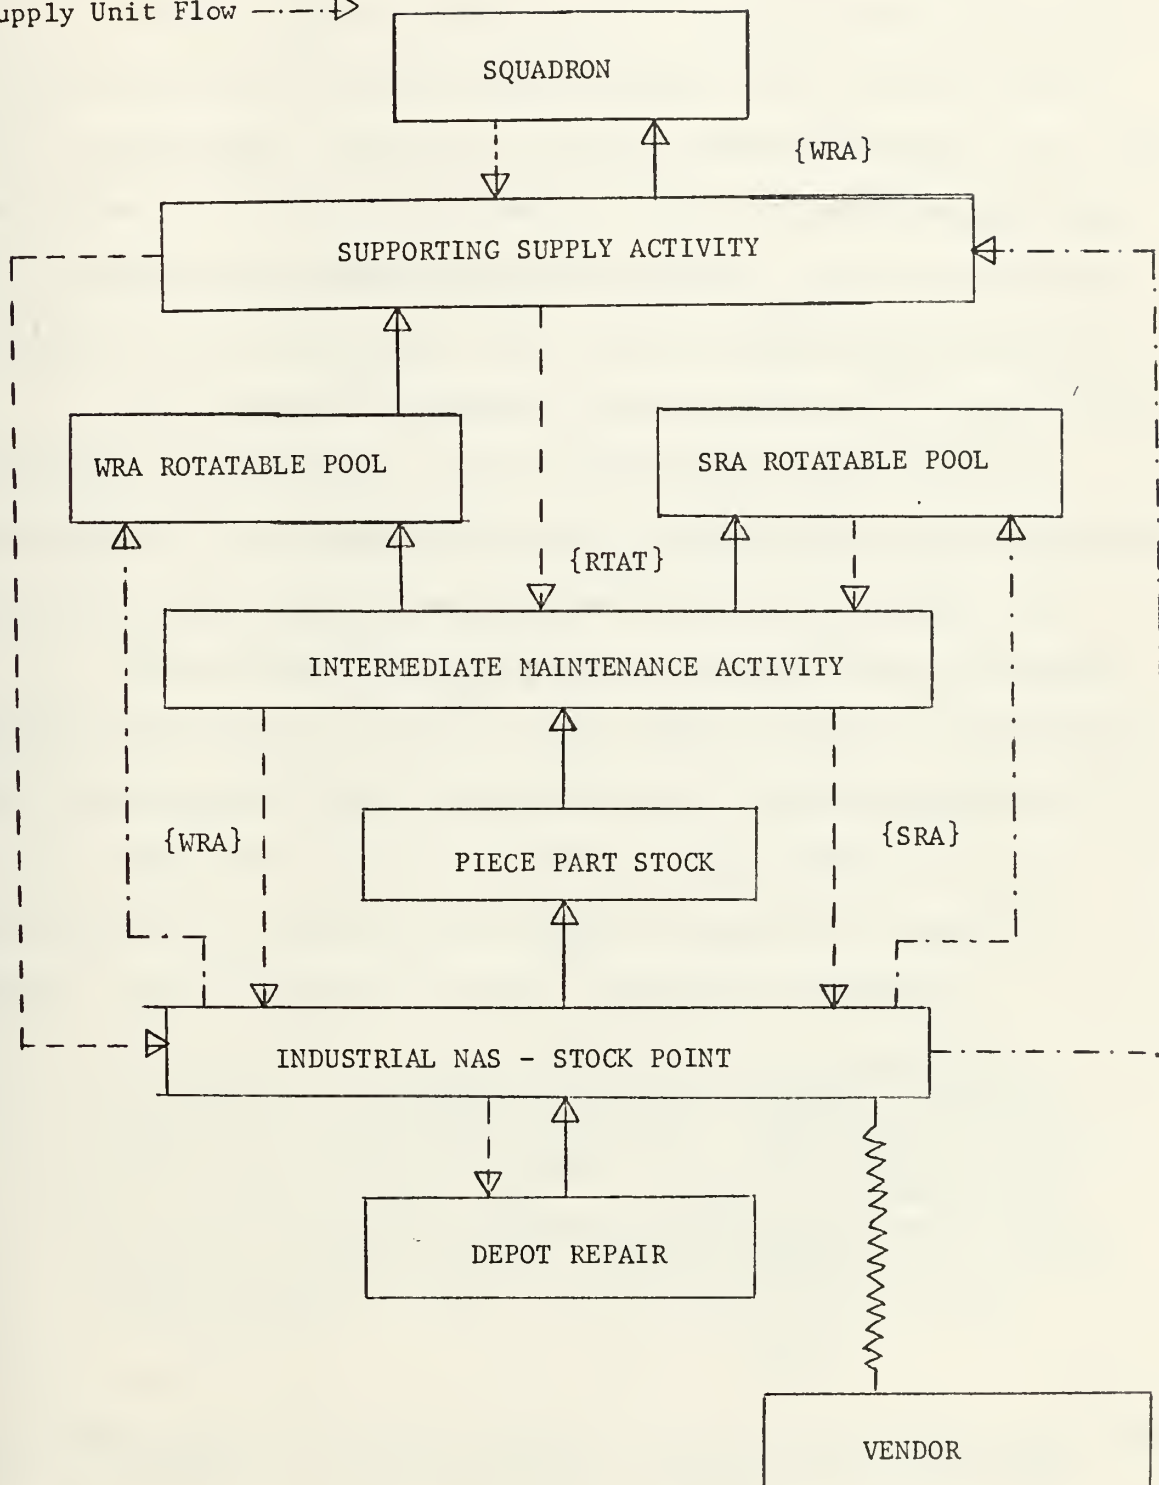 upply Unit Flow
SQUADRON
{WRA}
SUPPORTING SUPPLY ACTIVITY
WRA ROTATABLE POOL
SRA ROTATABLE POOL
{RTAT}
INTERMEDIATE MAINTENANCE ACTIVITY
{WRA}
{SRA}
PIECE PART STOCK
INDUSTRIAL NAS - STOCK POINT
DEPOT REPAIR
VENDOR